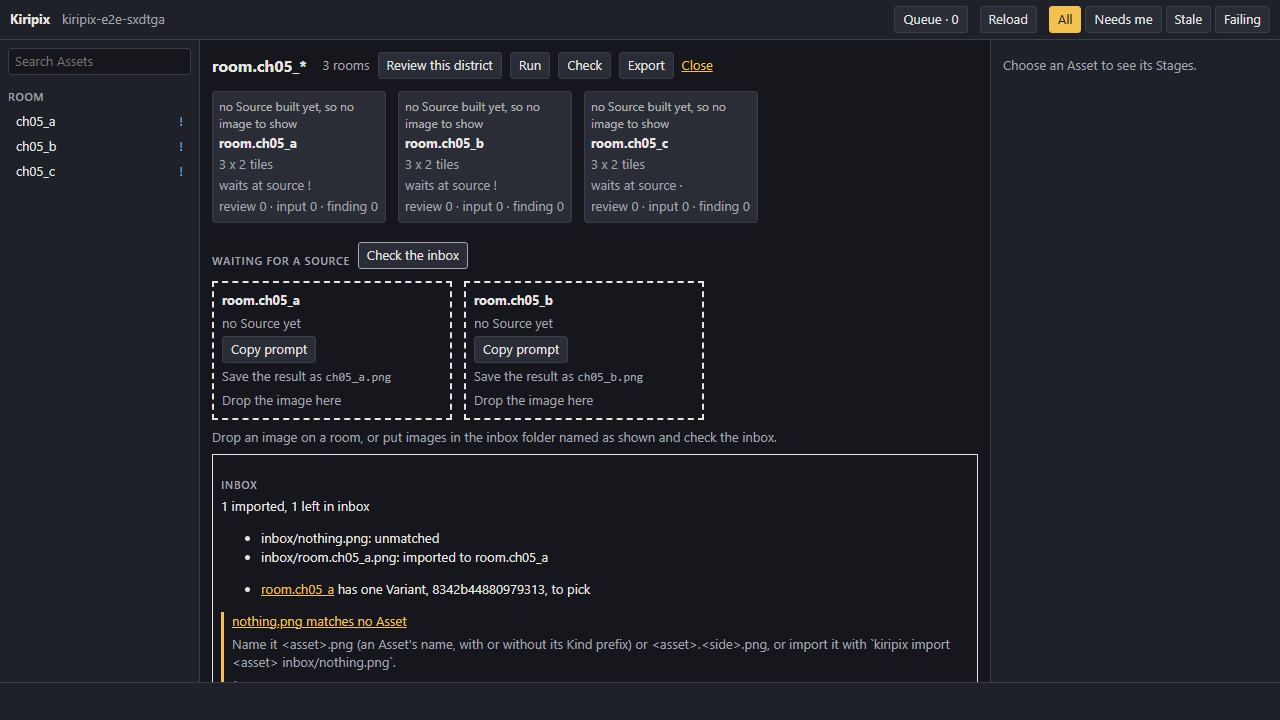 Kiripix kiripix-e2e-sxdtga Queue · 0 Reload All Needs me Stale Failing
Search Assets
ROOM
ch05_a !
ch05_b !
ch05_c !
room.ch05_* 3 rooms Review this district Run Check Export Close
no Source built yet, so no
image to show
room.ch05_a
3 x 2 tiles
waits at source !
review 0 · input 0 · finding 0
no Source built yet, so no
image to show
room.ch05_b
3 x 2 tiles
waits at source !
review 0 · input 0 · finding 0
no Source built yet, so no
image to show
room.ch05_c
3 x 2 tiles
waits at source ·
review 0 · input 0 · finding 0
WAITING FOR A SOURCE Check the inbox
room.ch05_a
no Source yet
Copy prompt
Save the result as ch05_a.png
Drop the image here
room.ch05_b
no Source yet
Copy prompt
Save the result as ch05_b.png
Drop the image here
Drop an image on a room, or put images in the inbox folder named as shown and check the inbox.
INBOX
1 imported, 1 left in inbox
inbox/nothing.png: unmatched
inbox/room.ch05_a.png: imported to room.ch05_a
room.ch05_a has one Variant, 8342b44880979313, to pick
nothing.png matches no Asset
Name it <asset>.png (an Asset's name, with or without its Kind prefix) or <asset>.<side>.png, or import it with `kiripix import
<asset> inbox/nothing.png`.
Choose an Asset to see its Stages.